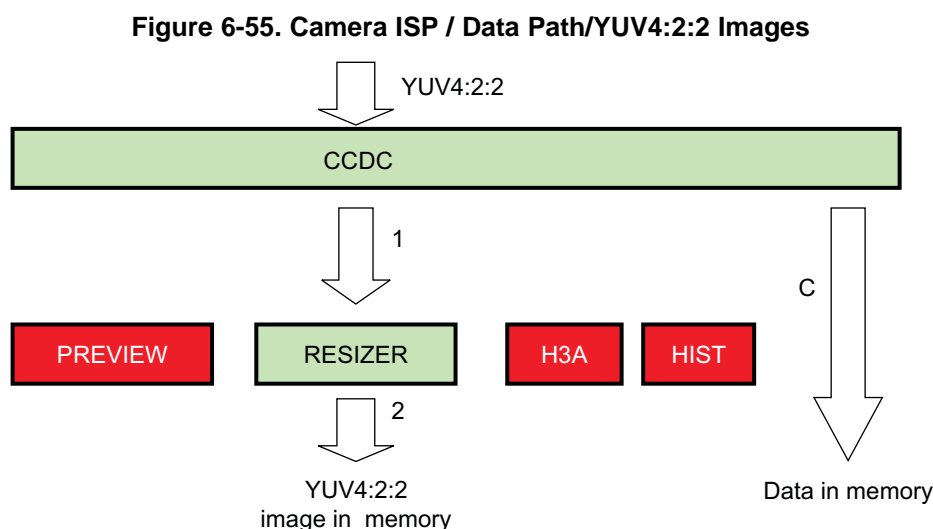 Figure 6-55. Camera ISP / Data Path/YUV4:2:2 Images
YUV4:2:2
CCDC
1
C
PREVIEW
RESIZER
H3A
HIST
2
YUV4:2:2
image in memory
Data in memory